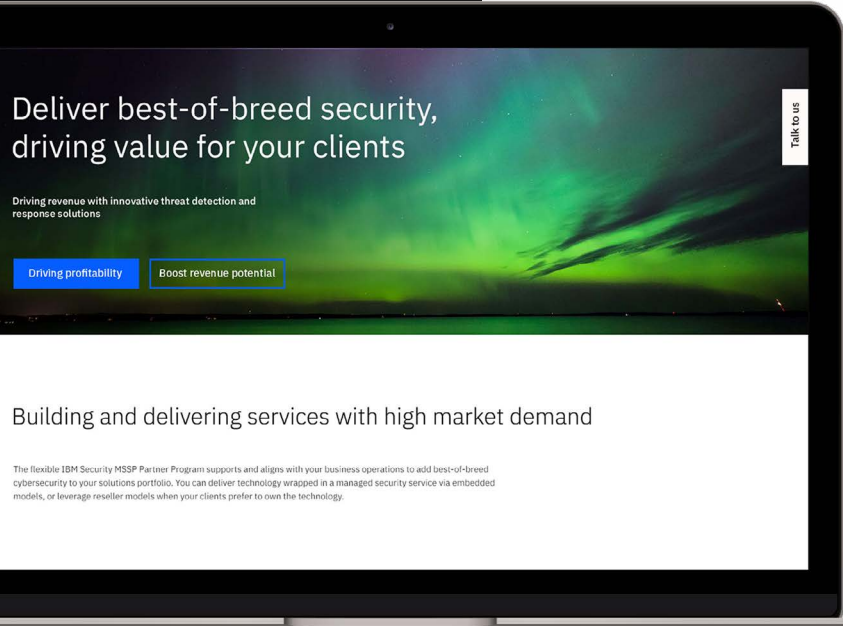 Deliver best-of-breed security,
driving value for your clients
Talk to us
Driving revenue with innovative threat detection and
response solutions
Driving profitability
Boost revenue potential
Building and delivering services with high market demand
The flexible IBM Security MSSP Partner Program supports and aligns with your business operations to add best-of-breed
cybersecurity to your solutions portfolio. You can deliver technology wrapped in a managed security service via embedded
models, or leverage reseller models when your clients prefer to own the technology.